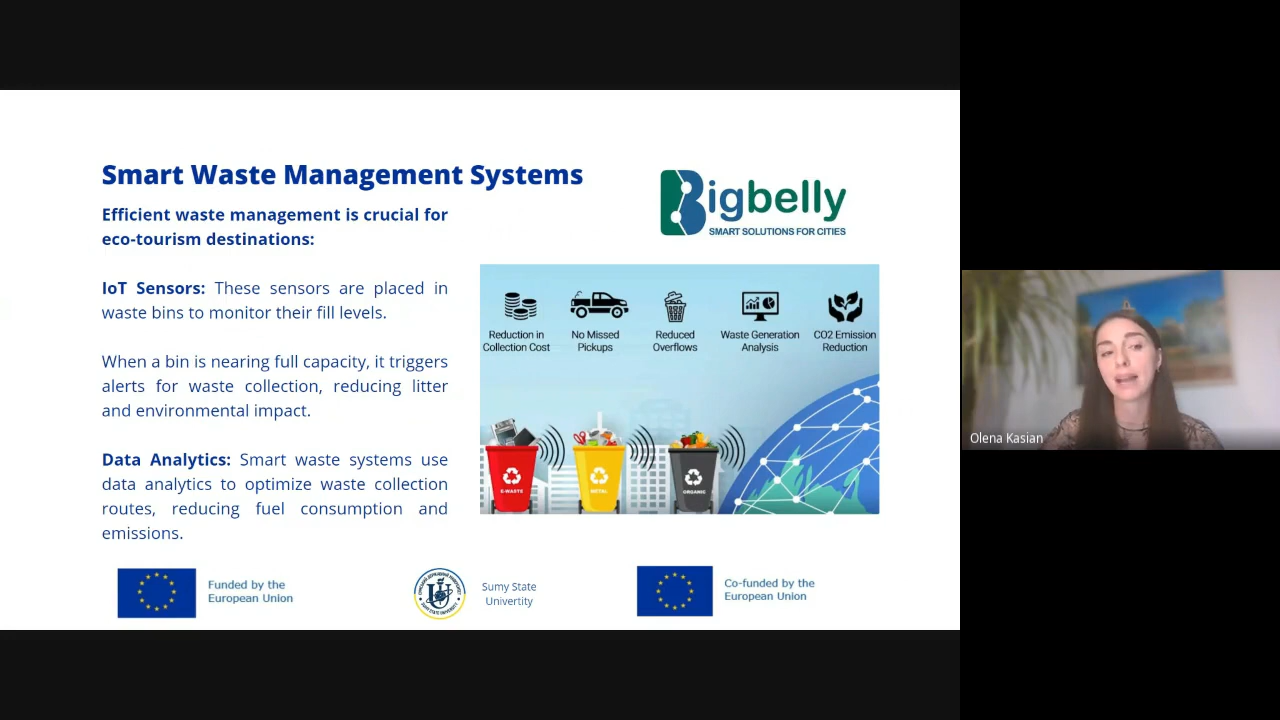 Smart Waste Management Systems
Efficient waste management is crucial for
eco-tourism destinations:
IoT Sensors: These sensors are placed in
waste bins to monitor their fill levels.
When a bin is nearing full capacity, it triggers
alerts for waste collection, reducing litter
and environmental impact.
Data Analytics: Smart waste systems use
data analytics to optimize waste collection
routes, reducing fuel consumption and
emissions.
Bigbelly
SMART SOLUTIONS FOR CITIES
Reduction in
Collection Cost
No Missed
Pickups
Reduced
Overflows
Waste Generation
Analysis
CO2 Emission
Reduction
E-WASTE
METAL
ORGANIC
Funded by the
European Union
Sumy State
Univertity
Co-funded by the
European Union
Olena Kasian